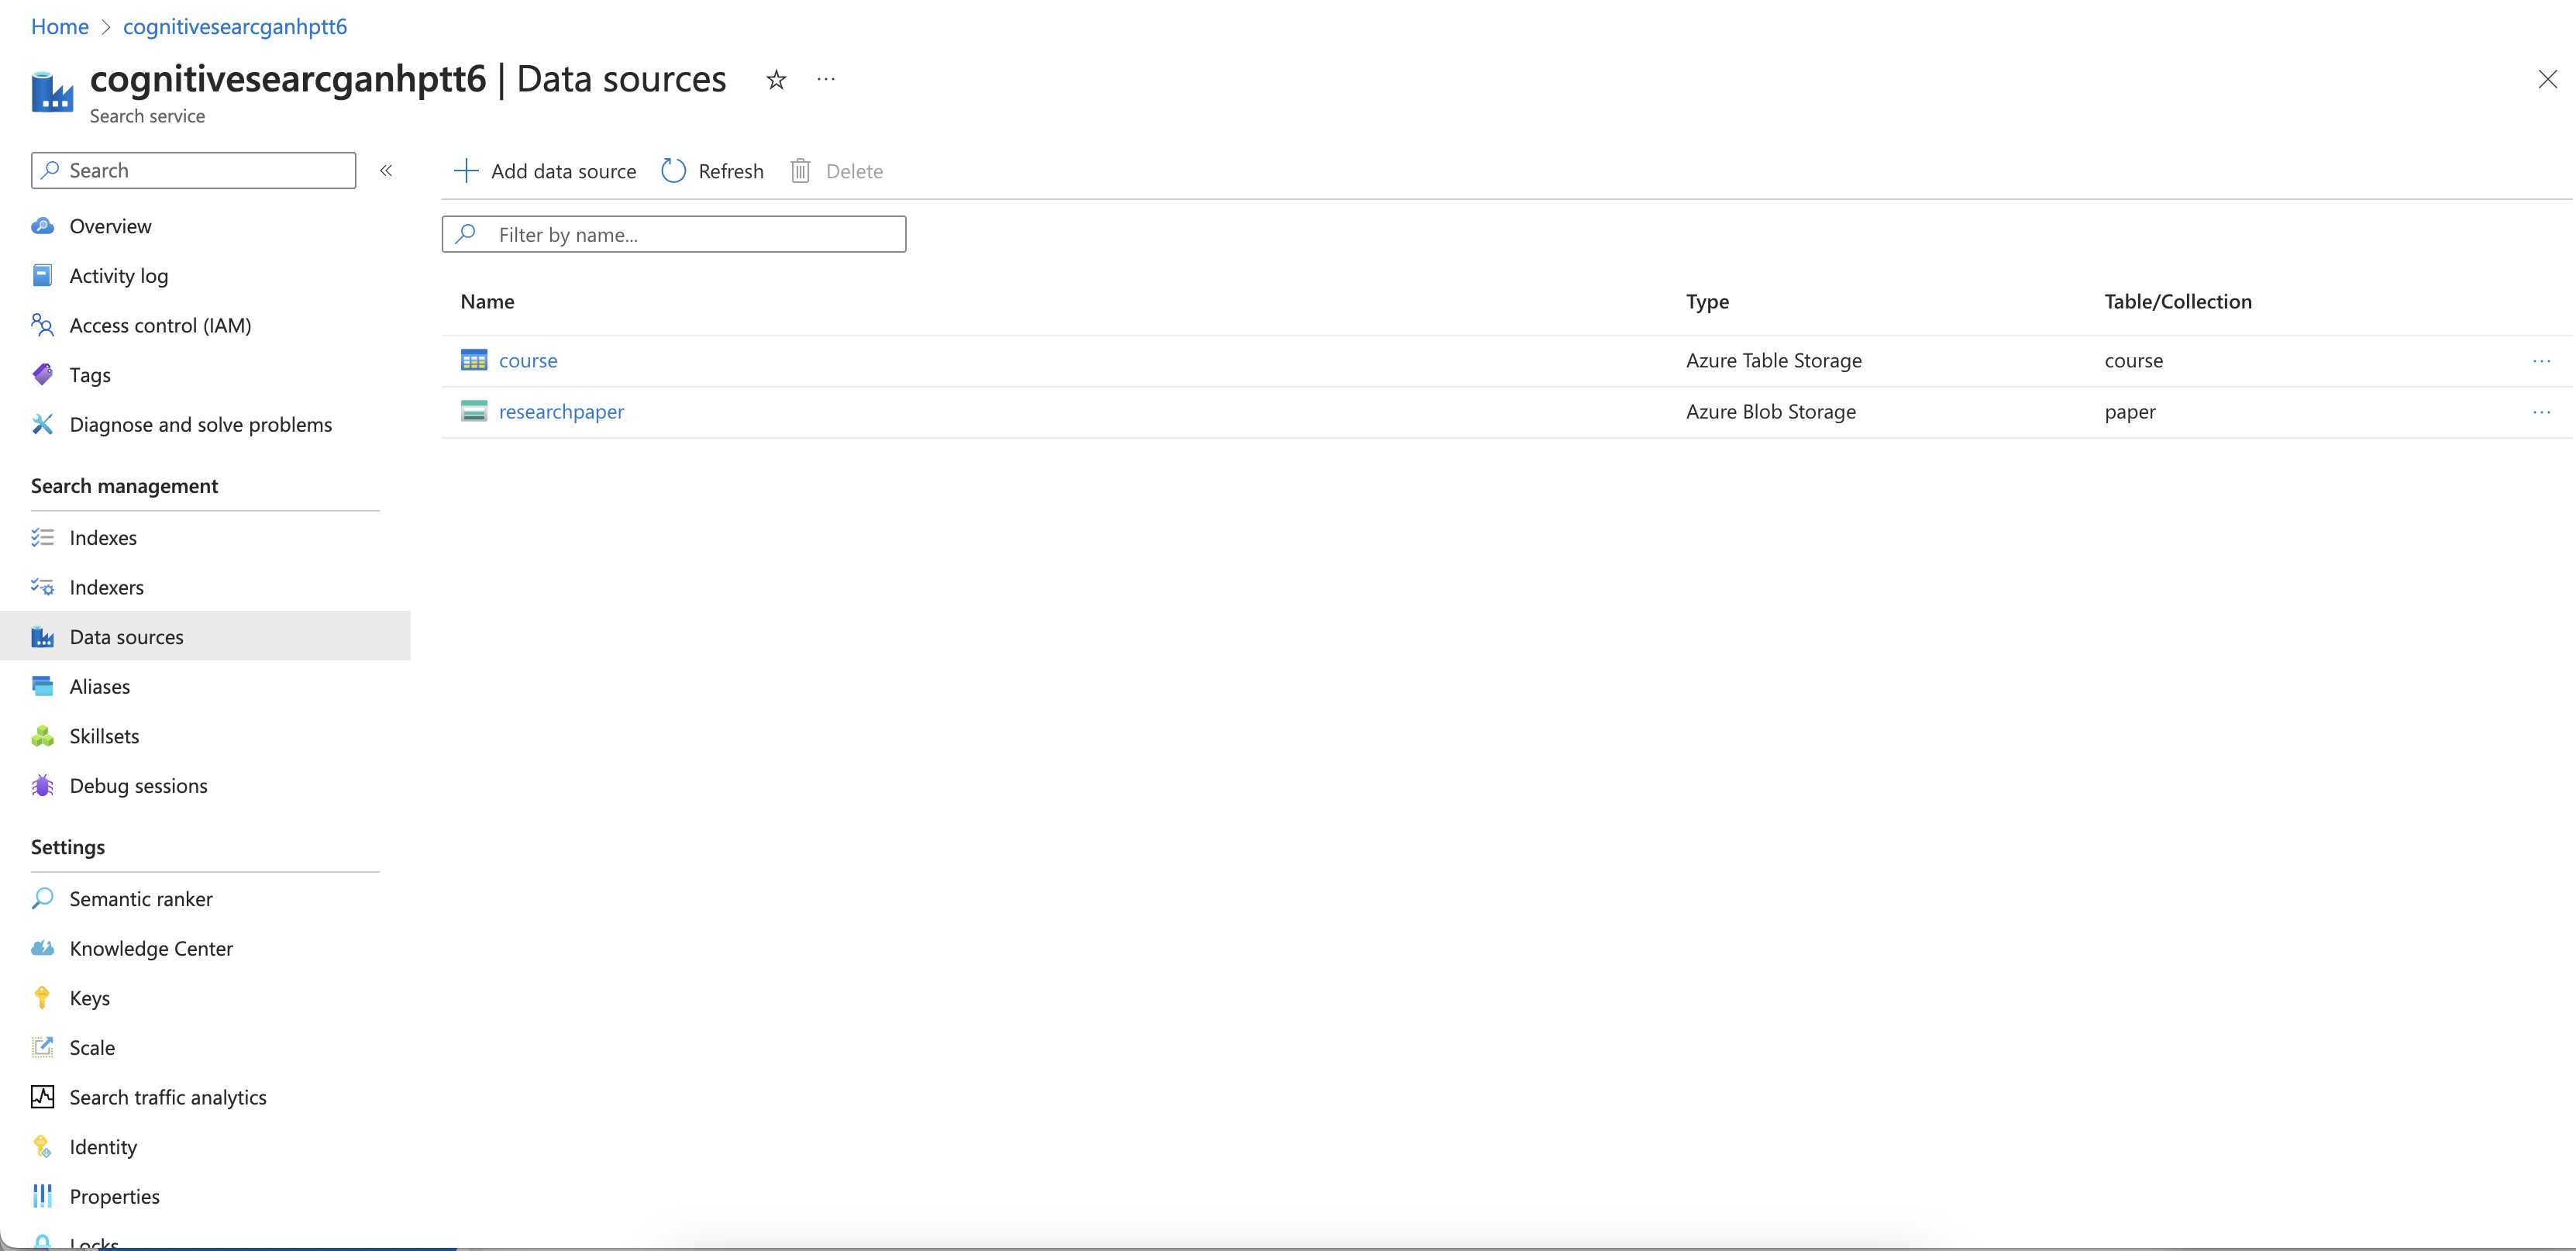 Home > cognitivesearcganhptt6
cognitivesearcganhptt6 | Data sources
Search service
Search
Overview
Activity log
Access control (IAM)
Tags
Diagnose and solve problems
Search management
Indexes
Indexers
Data sources
Aliases
Skillsets
Debug sessions
Settings
Semantic ranker
Knowledge Center
Keys
Scale
Search traffic analytics
Identity
Properties
Locks
Add data source Refresh Delete
Filter by name...
Name Type Table/Collection
course Azure Table Storage course
researchpaper Azure Blob Storage paper